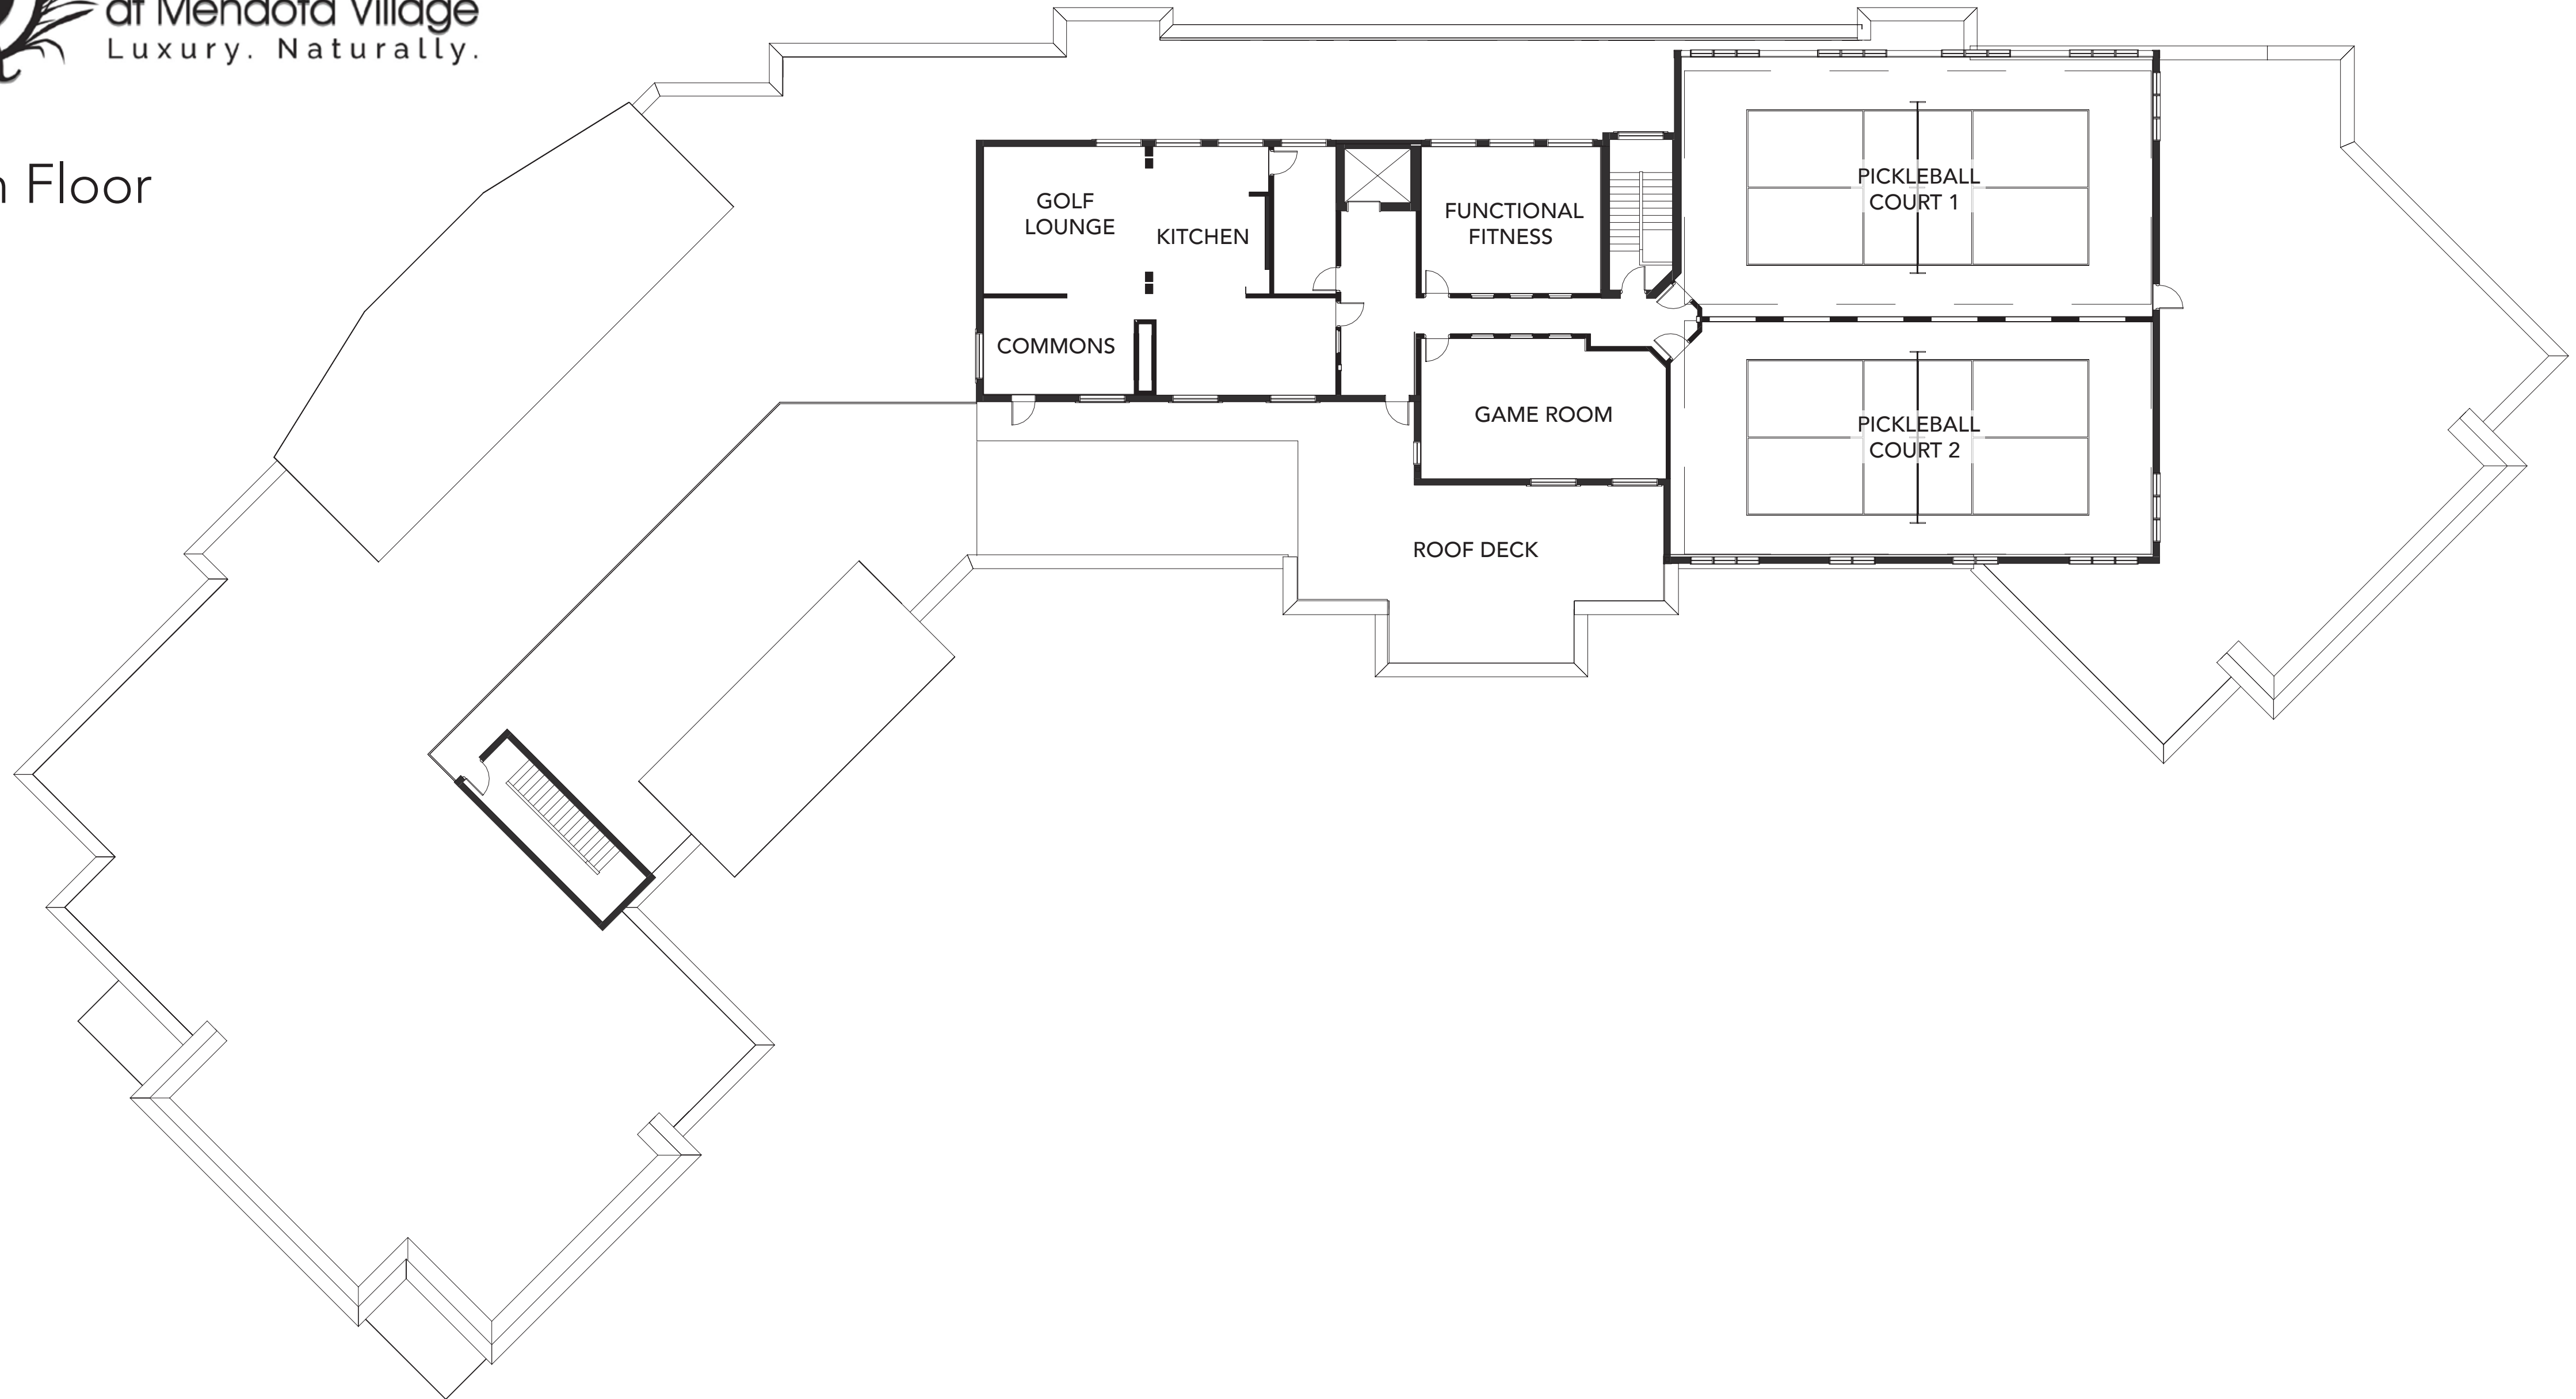 at Mendota Village
Luxury. Naturally.
Floor
GOLF
LOUNGE
KITCHEN
COMMONS
FUNCTIONAL
FITNESS
GAME ROOM
ROOF DECK
PICKLEBALL
COURT 1
PICKLEBALL
COURT 2